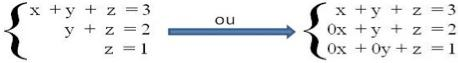 x + y + z = 3
y + z = 2
z = 1
ou
x + y + z = 3
0x + y + z = 2
0x + 0y + z = 1